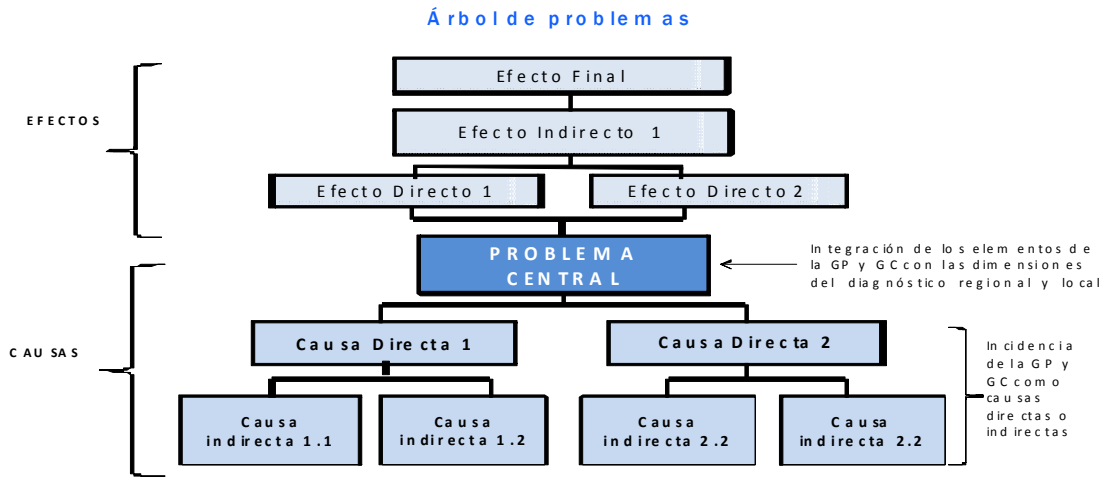 Árbol de problemas
Efecto Final
EFECTOS
Efecto Indirecto 1
Efecto Directo 1
Efecto Directo 2
PROBLEMA
CENTRAL
Integración de los elementos de
la GP y GC con las dimensiones
del diagnóstico regional y local
CAUSAS
Causa Directa 1
Causa Directa 2
Incidencia
de la GP y
GC como
causas
directas o
indirectas
Causa
indirecta 1.1
Causa
indirecta 1.2
Causa
indirecta 2.2
Causa
indirecta 2.2